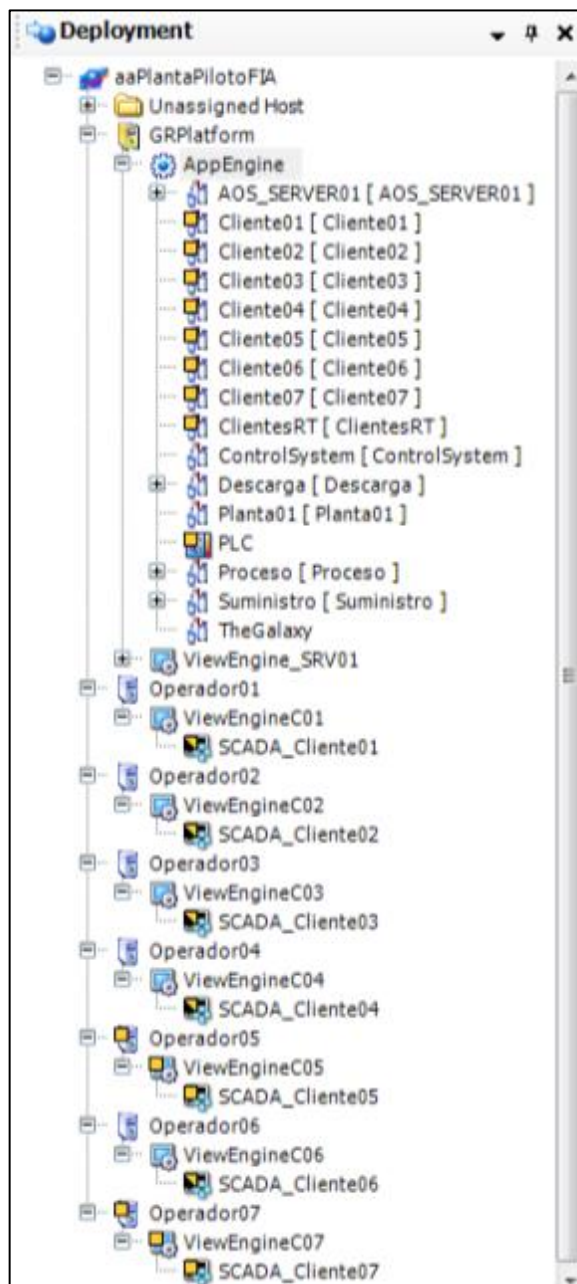 Deployment
aaPlantaPilotoFIA
Unassigned Host
GRPlatform
AppEngine
AOS_SERVER01 [ AOS_SERVER01 ]
Cliente01 [ Cliente01 ]
Cliente02 [ Cliente02 ]
Cliente03 [ Cliente03 ]
Cliente04 [ Cliente04 ]
Cliente05 [ Cliente05 ]
Cliente06 [ Cliente06 ]
Cliente07 [ Cliente07 ]
ClientesRT [ ClientesRT ]
ControlSystem [ ControlSystem ]
Descarga [ Descarga ]
Planta01 [ Planta01 ]
PLC
Proceso [ Proceso ]
Suministro [ Suministro ]
TheGalaxy
ViewEngine_SRV01
Operador01
ViewEngineC01
SCADA_Cliente01
Operador02
ViewEngineC02
SCADA_Cliente02
Operador03
ViewEngineC03
SCADA_Cliente03
Operador04
ViewEngineC04
SCADA_Cliente04
Operador05
ViewEngineC05
SCADA_Cliente05
Operador06
ViewEngineC06
SCADA_Cliente06
Operador07
ViewEngineC07
SCADA_Cliente07